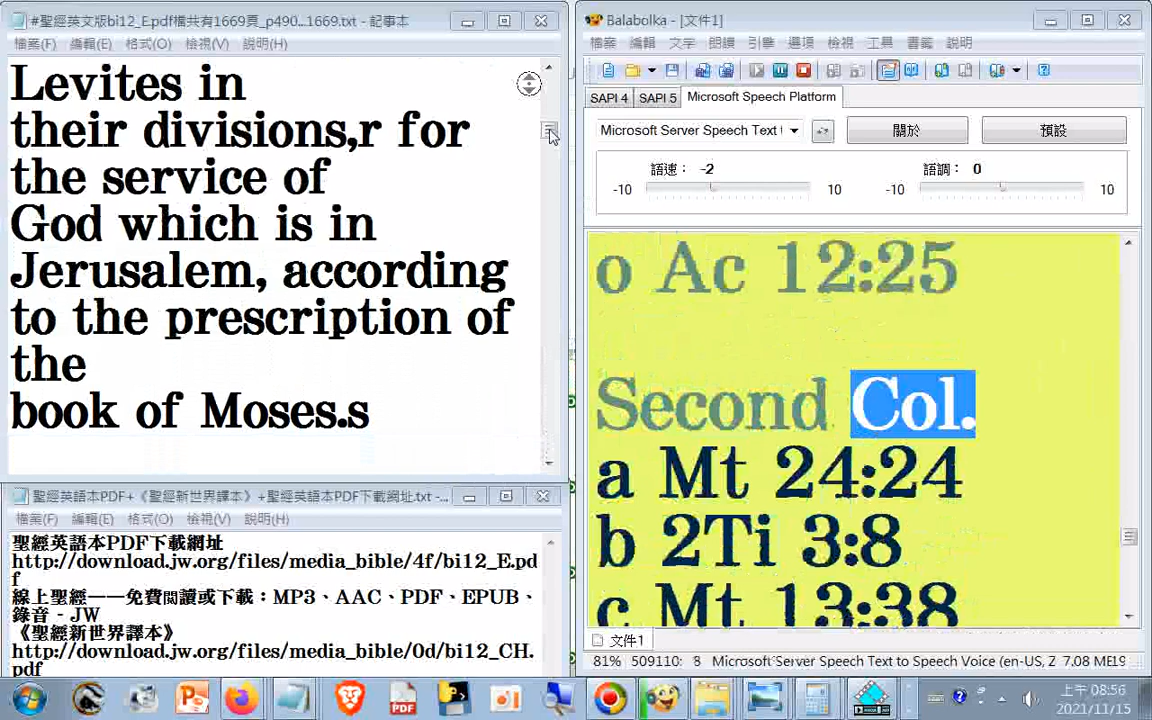 #聖經英文版bi12_E.pdf檔共有1669頁_p490...1669.txt - 記事本
檔案(F) 編輯(E) 格式(O) 檢視(V) 說明(H)
Levites in
their divisions,r for
the service of
God which is in
Jerusalem, according
to the prescription of
the
book of Moses.s
聖經英語本PDF+《聖經新世界譯本》+聖經英語本PDF下載網址.txt -...
檔案(F) 編輯(E) 格式(O) 檢視(V) 說明(H)
聖經英語本PDF下載網址
http://download.jw.org/files/media_bible/4f/bi12_E.pd
f
線上聖經——免費閱讀或下載：MP3、AAC、PDF、EPUB、
錄音 - JW
《聖經新世界譯本》
http://download.jw.org/files/media_bible/0d/bi12_CH.
pdf
Balabolka - [文件1]
檔案 編輯 文字 朗讀 引擎 選項 檢視 工具 書籤 說明
SAPI 4 SAPI 5 Microsoft Speech Platform
Microsoft Server Speech Text 關於 預設
語速： -2 語調： 0
-10 10 -10 10
o Ac 12:25
Second Col.
a Mt 24:24
b 2Ti 3:8
c Mt 13:38
文件1
81% 509110: 8 Microsoft Server Speech Text to Speech Voice (en-US, Z 7.08 ME19
PDF
上午 08:56
2021/11/15